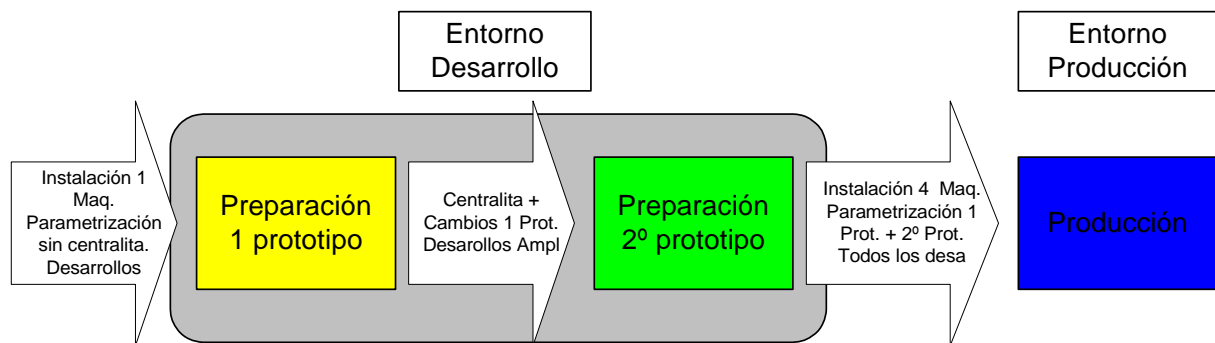 Entorno
Desarrollo
Entorno
Producción
Instalación 1
Maq.
Parametrización
sin centralita.
Desarrollos
Preparación
1 prototipo
Centralita +
Cambios 1 Prot.
Desarollos Ampl
Preparación
2º prototipo
Instalación 4 Maq.
Parametrización 1
Prot. + 2º Prot.
Todos los desa
Producción